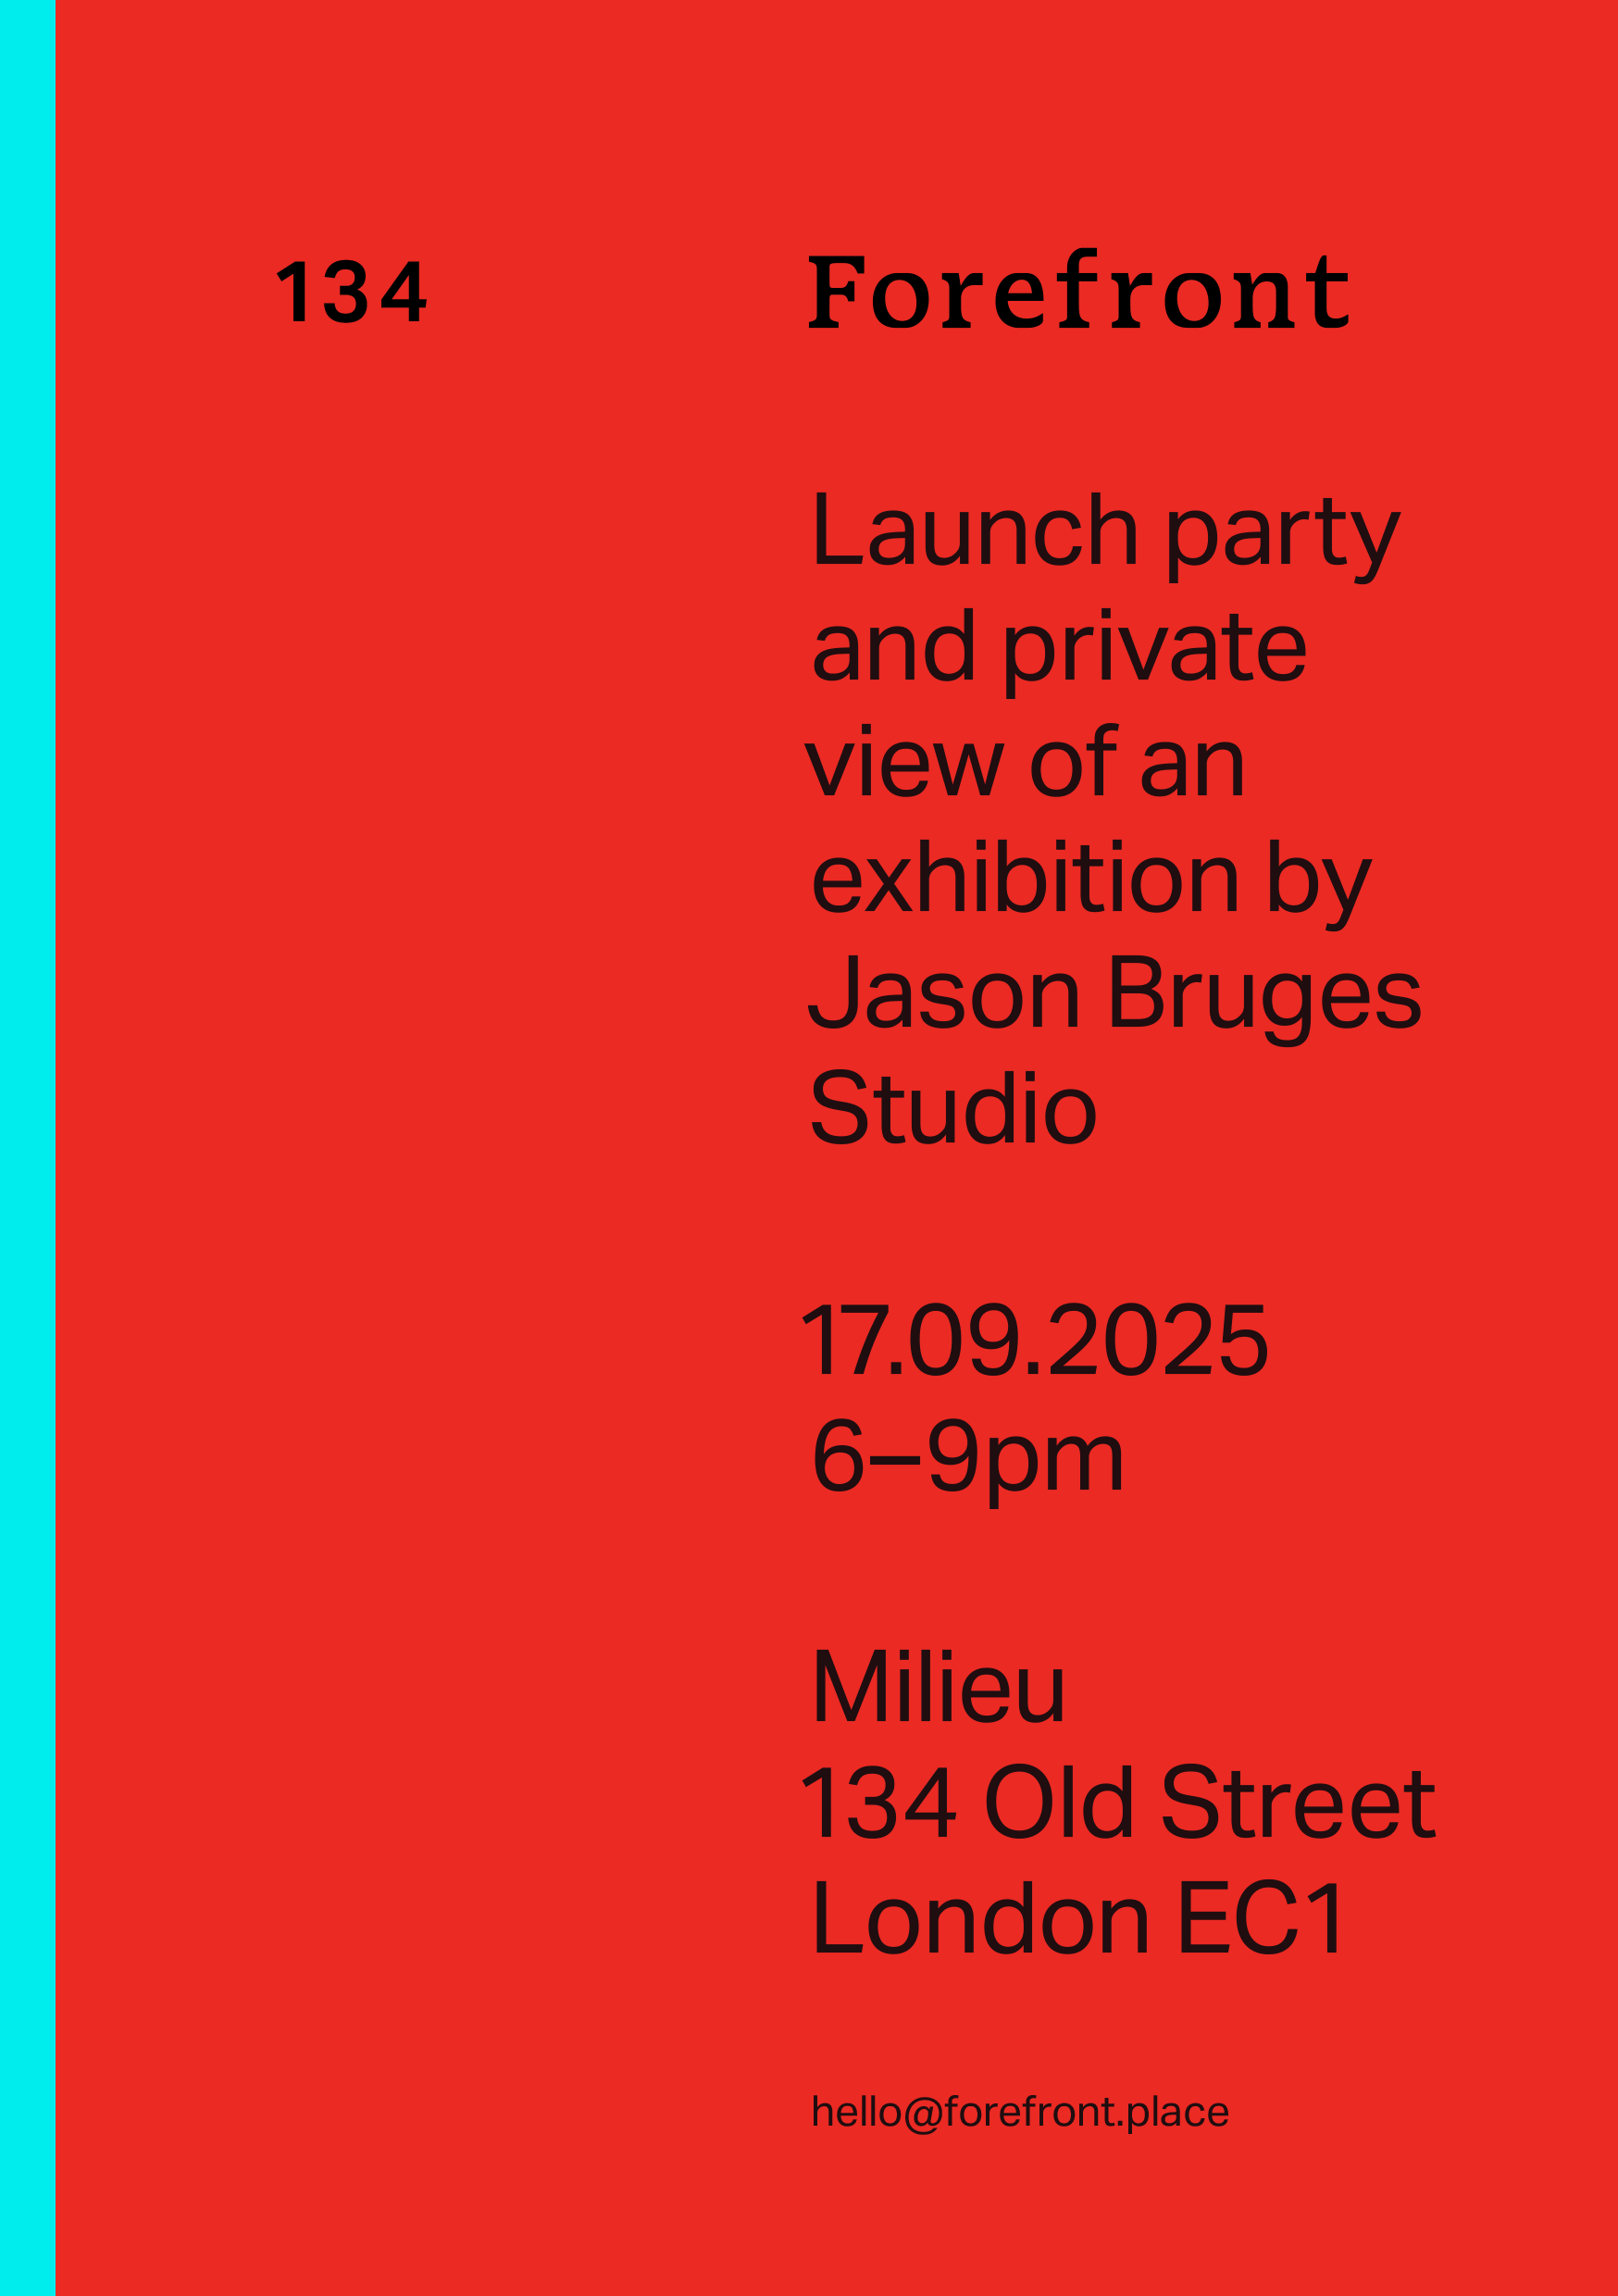 134
Forefront
Launch party
and private
view of an
exhibition by
Jason Bruges
Studio
17.09.2025
6–9pm
Milieu
134 Old Street
London EC1
hello@forefront.place